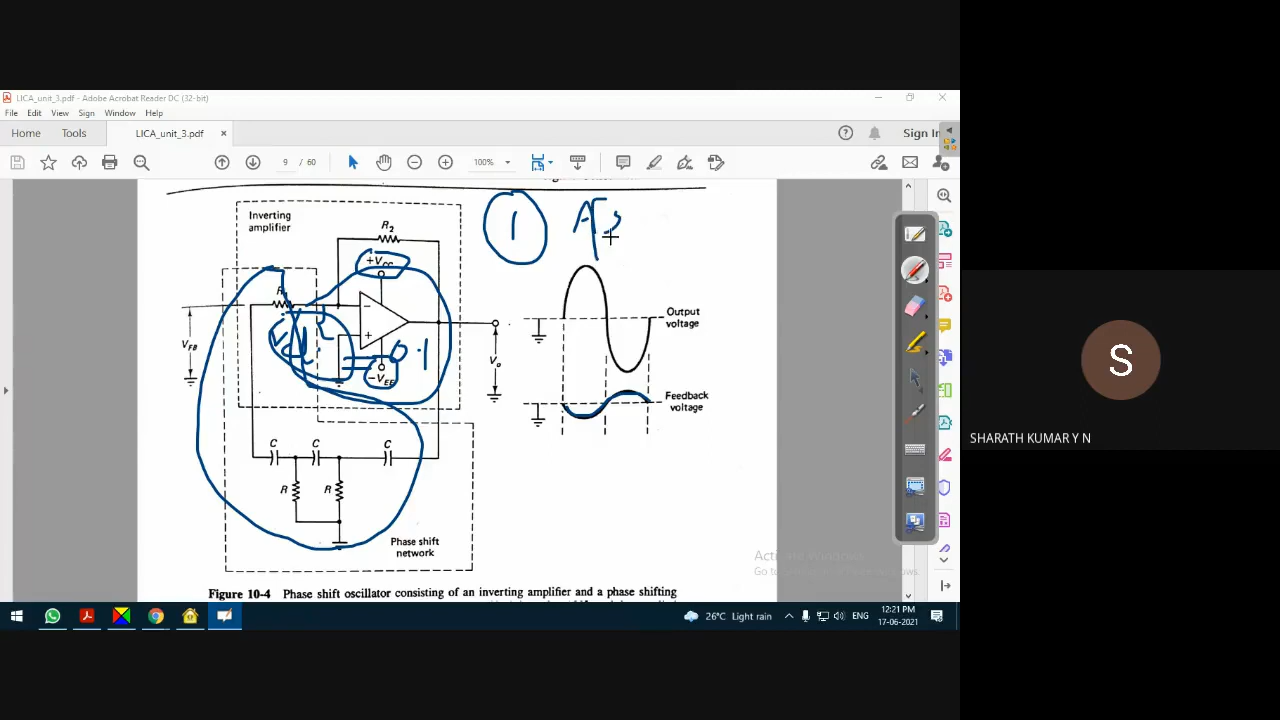 LICA_unit_3.pdf - Adobe Acrobat Reader DC (32-bit)
File Edit View Sign Window Help
Home Tools LICA_unit_3.pdf × Sign In
9 / 60 100%
Inverting
amplifier
R2
+VCC
1
−
+
0.1
-VEE
VFB
Vo
Output
voltage
Feedback
voltage
C C C
R R
Phase shift
network
Figure 10-4 Phase shift oscillator consisting of an inverting amplifier and a phase shifting
Activate Windows
S
SHARATH KUMAR Y N
26°C Light rain ENG 12:21 PM
17-06-2021